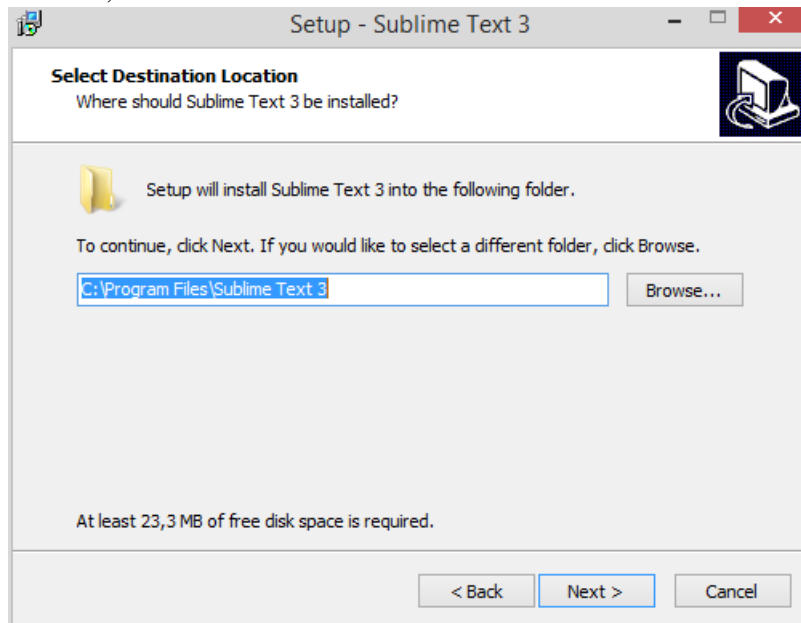 Setup - Sublime Text 3
Select Destination Location
Where should Sublime Text 3 be installed?
Setup will install Sublime Text 3 into the following folder.
To continue, click Next. If you would like to select a different folder, click Browse.
C:\Program Files\Sublime Text 3
Browse...
At least 23,3 MB of free disk space is required.
< Back
Next >
Cancel